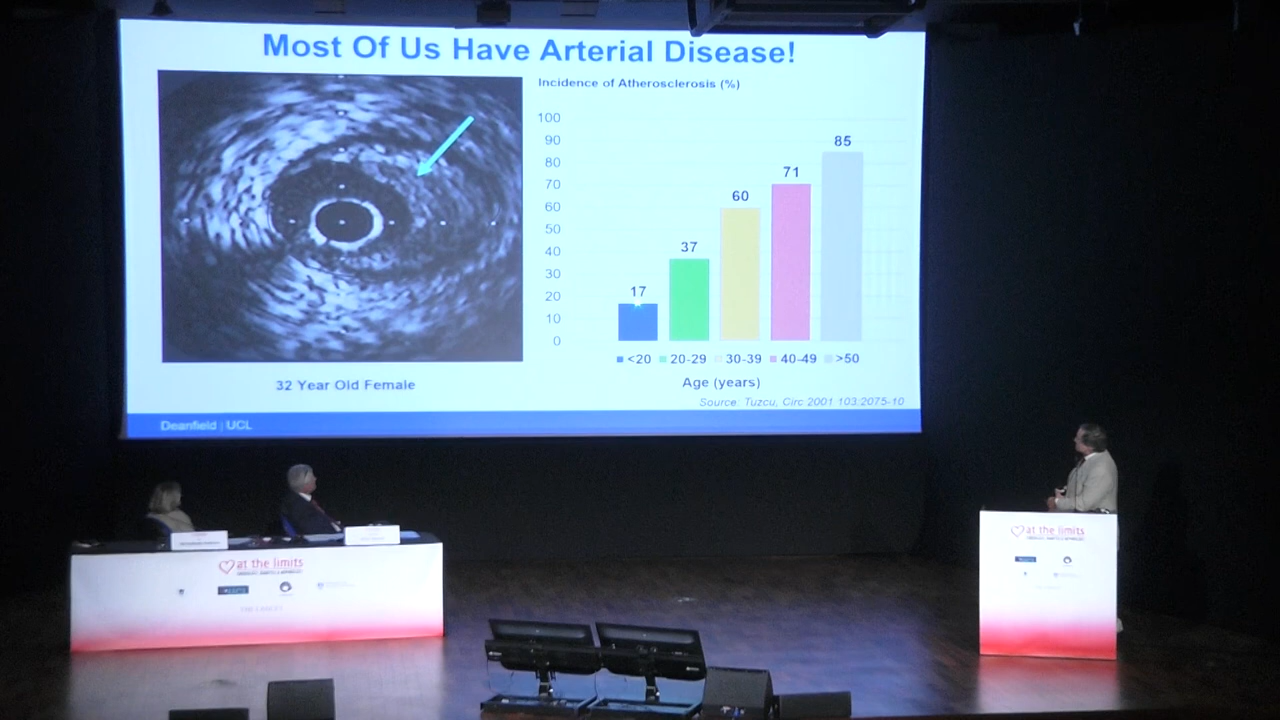 Most Of Us Have Arterial Disease!
Incidence of Atherosclerosis (%)
100
90
80
70
60
50
40
30
20
10
0
17
37
60
71
85
<20 20-29 30-39 40-49 >50
Age (years)
32 Year Old Female
Source: Tuzcu, Circ 2001 103:2075-10
Deanfield | UCL
at the limits
at the limits